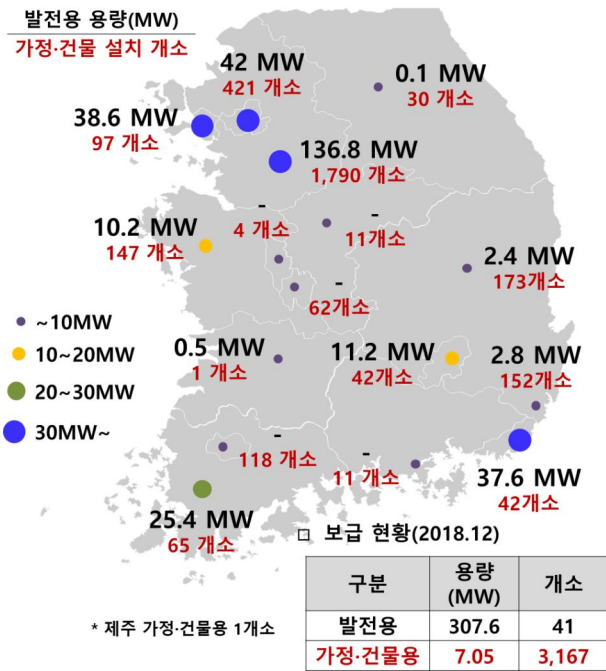 발전용 용량(MW)
가정·건물 설치 개소
42 MW
421 개소
0.1 MW
30 개소
38.6 MW
97 개소
136.8 MW
1,790 개소
-
4 개소
-
11개소
10.2 MW
147 개소
2.4 MW
173개소
-
62개소
~10MW
10~20MW
20~30MW
30MW~
0.5 MW
1 개소
11.2 MW
42개소
2.8 MW
152개소
-
118 개소
-
11 개소
37.6 MW
42개소
25.4 MW
65 개소
□ 보급 현황(2018.12)
구분 용량 개소
(MW)
발전용 307.6 41
가정·건물용 7.05 3,167
* 제주 가정·건물용 1개소